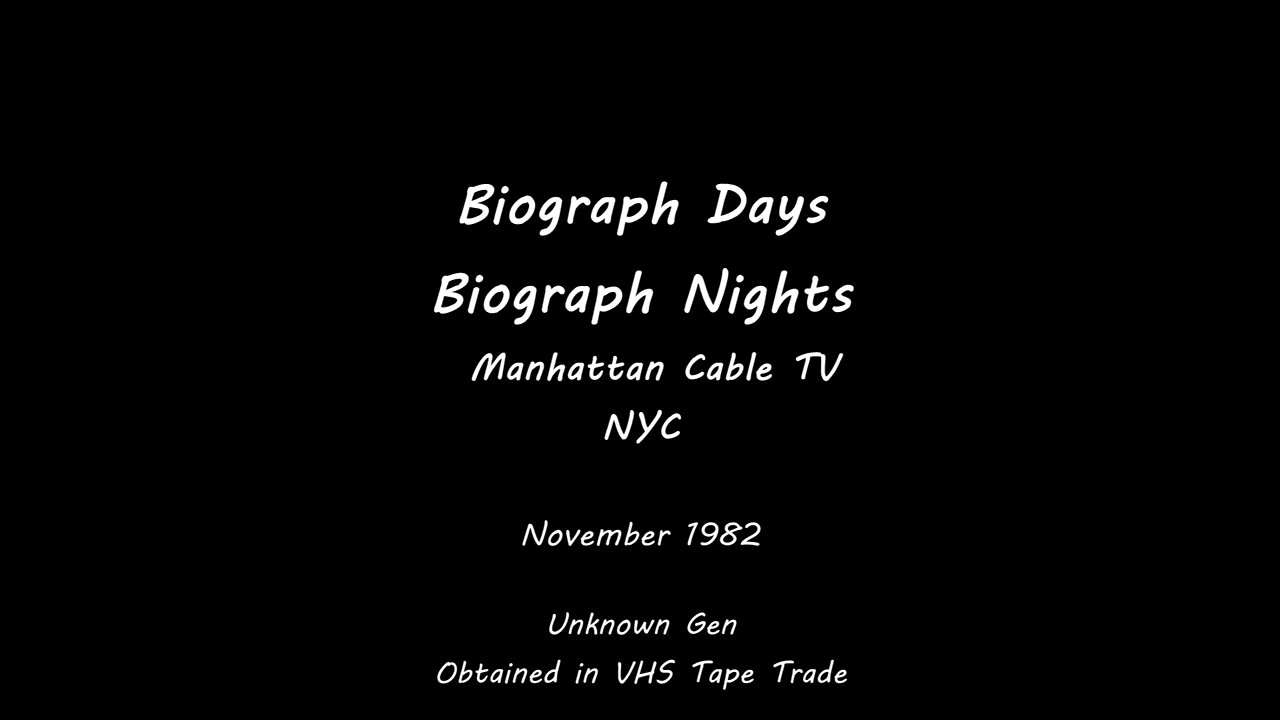 Biograph Days
Biograph Nights
Manhattan Cable TV
NYC
November 1982
Unknown Gen
Obtained in VHS Tape Trade